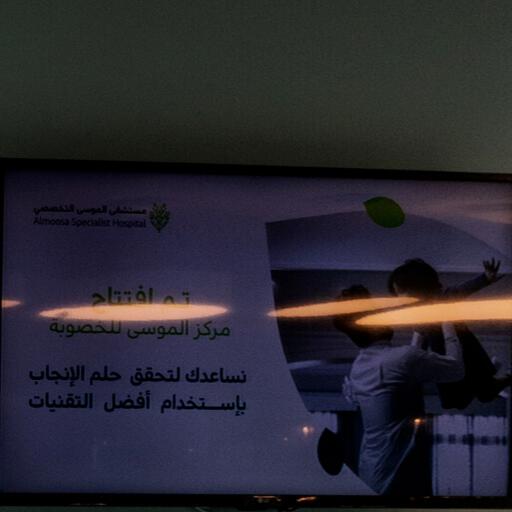 مستشفى الموسى التخصصي
Almoosa Specialist Hospital
تم افتتاح
مركز الموسى للخصوبة
نساعدك لتحقق حلم الإنجاب
بإستخدام أفضل التقنيات